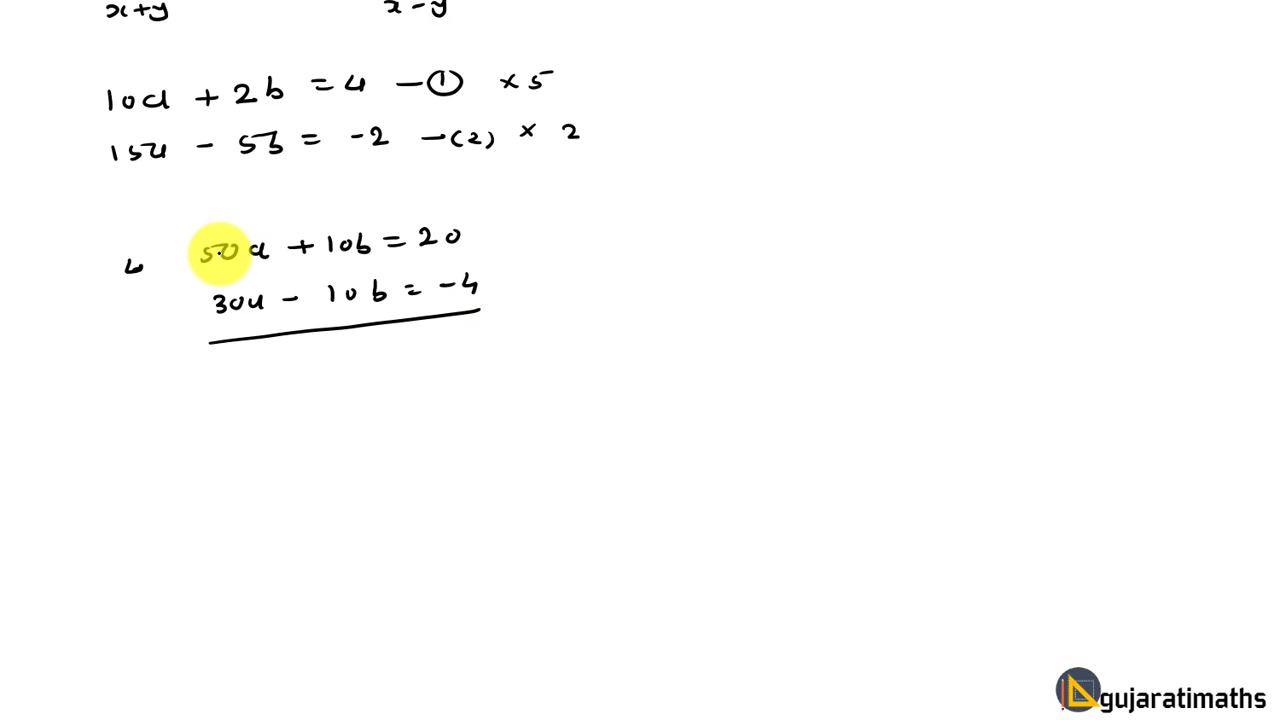 x+y x-y
10a + 2b = 4 —① ×5
15a - 5b = -2 —(2) × 2
50a + 10b = 20
30a - 10b = -4
gujaratimaths